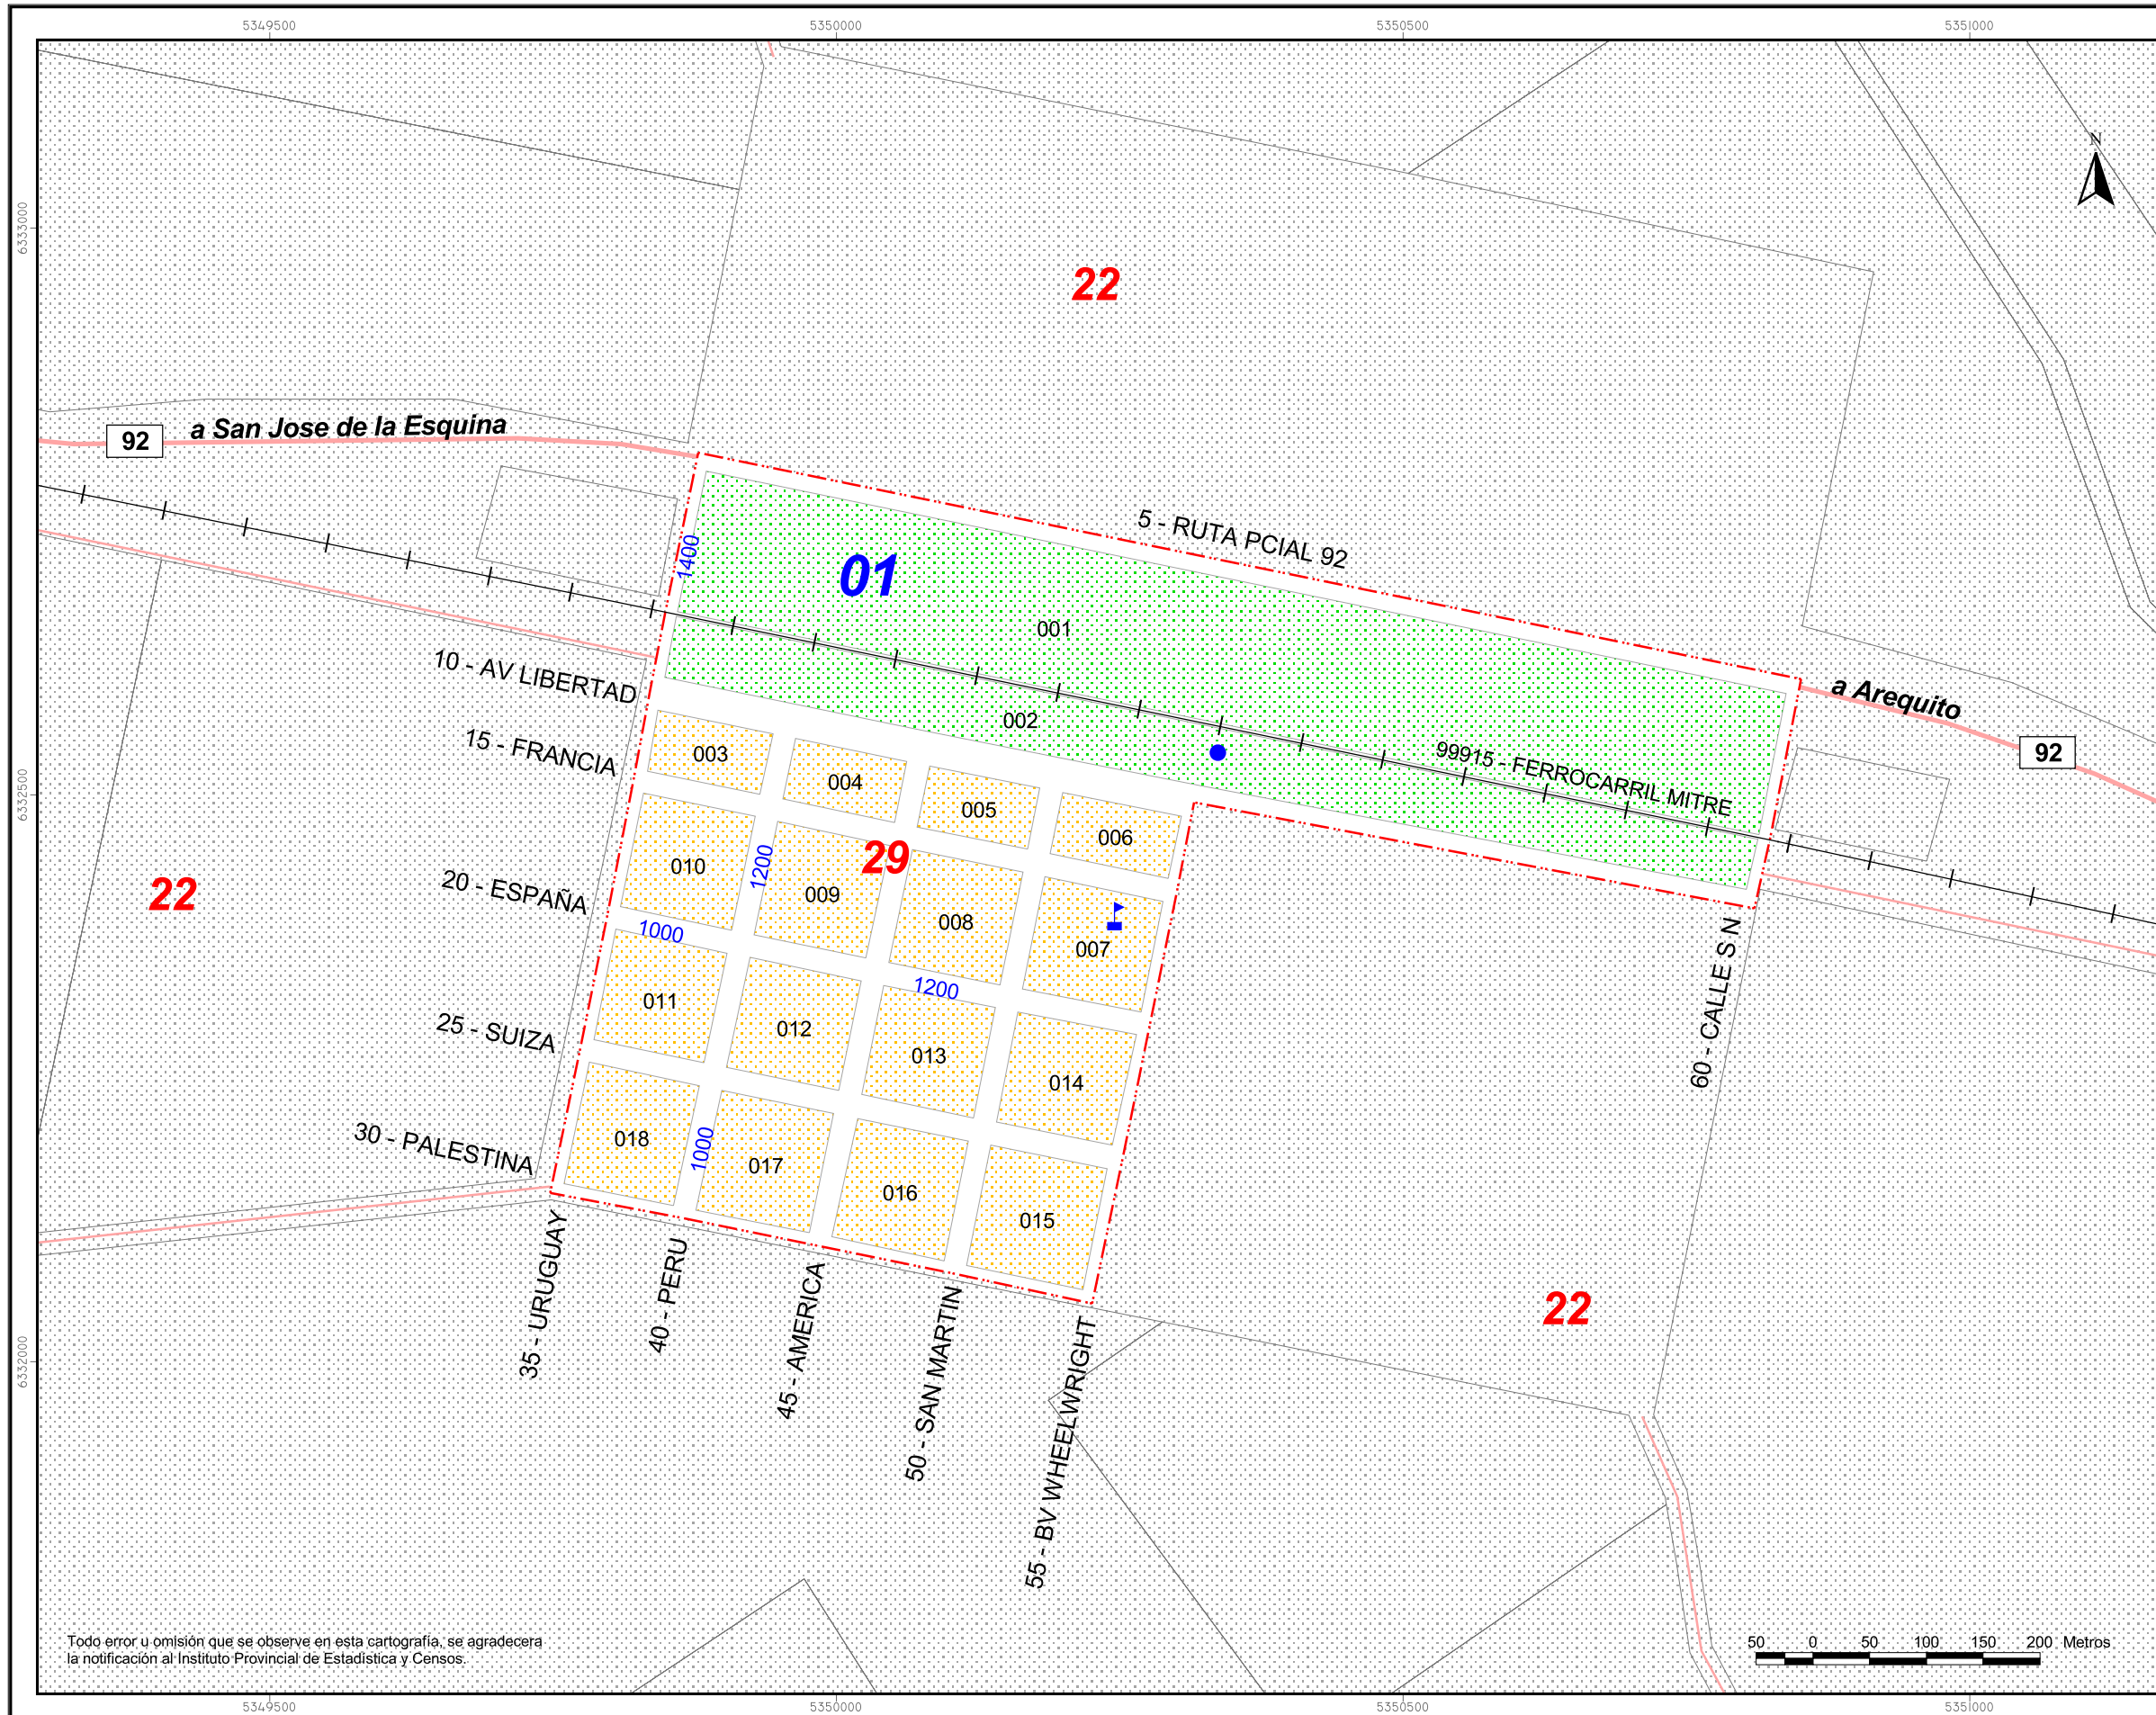 5349500
5350000
5350500
5351000
N
6333000
22
a San Jose de la Esquina
92
5 - RUTA PCIAL 92
1400
01
001
10 - AV LIBERTAD
a Arequito
002
92
15 - FRANCIA
003
99915 - FERROCARRIL MITRE
004
6332500
005
006
29
1200
010
22
20 - ESPAÑA
009
008
1000
007
1200
011
25 - SUIZA
012
60 - CALLE S N
013
014
30 - PALESTINA
018
1000
017
016
015
35 - URUGUAY
40 - PERU
22
45 - AMERICA
6332000
50 - SAN MARTIN
55 - BV WHEELWRIGHT
Todo error u omisión que se observe en esta cartografía, se agradecera
la notificación al Instituto Provincial de Estadística y Censos.
50 0 50 100 150 200 Metros
5349500
5350000
5350500
5351000